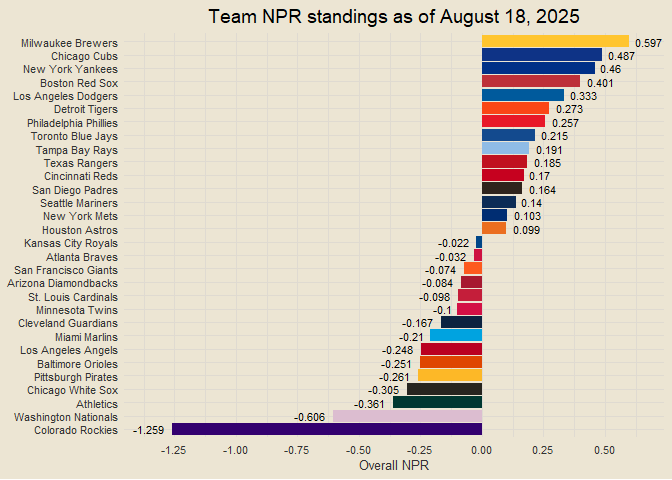 Team NPR standings as of August 18, 2025
Milwaukee Brewers 0.597
Chicago Cubs 0.487
New York Yankees 0.46
Boston Red Sox 0.401
Los Angeles Dodgers 0.333
Detroit Tigers 0.273
Philadelphia Phillies 0.257
Toronto Blue Jays 0.215
Tampa Bay Rays 0.191
Texas Rangers 0.185
Cincinnati Reds 0.17
San Diego Padres 0.164
Seattle Mariners 0.14
New York Mets 0.103
Houston Astros 0.099
Kansas City Royals -0.022
Atlanta Braves -0.032
San Francisco Giants -0.074
Arizona Diamondbacks -0.084
St. Louis Cardinals -0.098
Minnesota Twins -0.1
Cleveland Guardians -0.167
Miami Marlins -0.21
Los Angeles Angels -0.248
Baltimore Orioles -0.251
Pittsburgh Pirates -0.261
Chicago White Sox -0.305
Athletics -0.361
Washington Nationals -0.606
Colorado Rockies -1.259
-1.25 -1.00 -0.75 -0.50 -0.25 0.00 0.25 0.50
Overall NPR